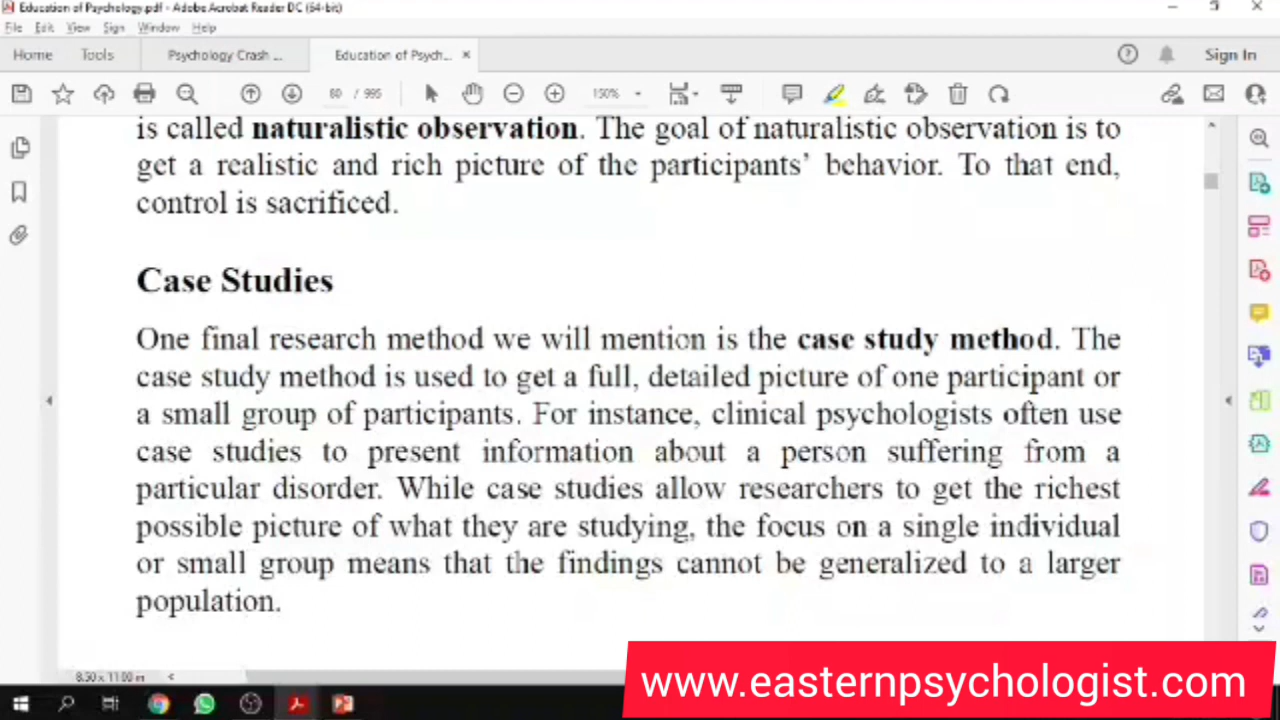 Education of Psychology.pdf - Adobe Acrobat Reader DC (64-bit)
File Edit View Sign Window Help
Home Tools Psychology Crash ... Education of Psych... × Sign In
80 / 995 150%
is called naturalistic observation. The goal of naturalistic observation is to
get a realistic and rich picture of the participants’ behavior. To that end,
control is sacrificed.
Case Studies
One final research method we will mention is the case study method. The
case study method is used to get a full, detailed picture of one participant or
a small group of participants. For instance, clinical psychologists often use
case studies to present information about a person suffering from a
particular disorder. While case studies allow researchers to get the richest
possible picture of what they are studying, the focus on a single individual
or small group means that the findings cannot be generalized to a larger
population.
8.50 x 11.00 in
www.easternpsychologist.com